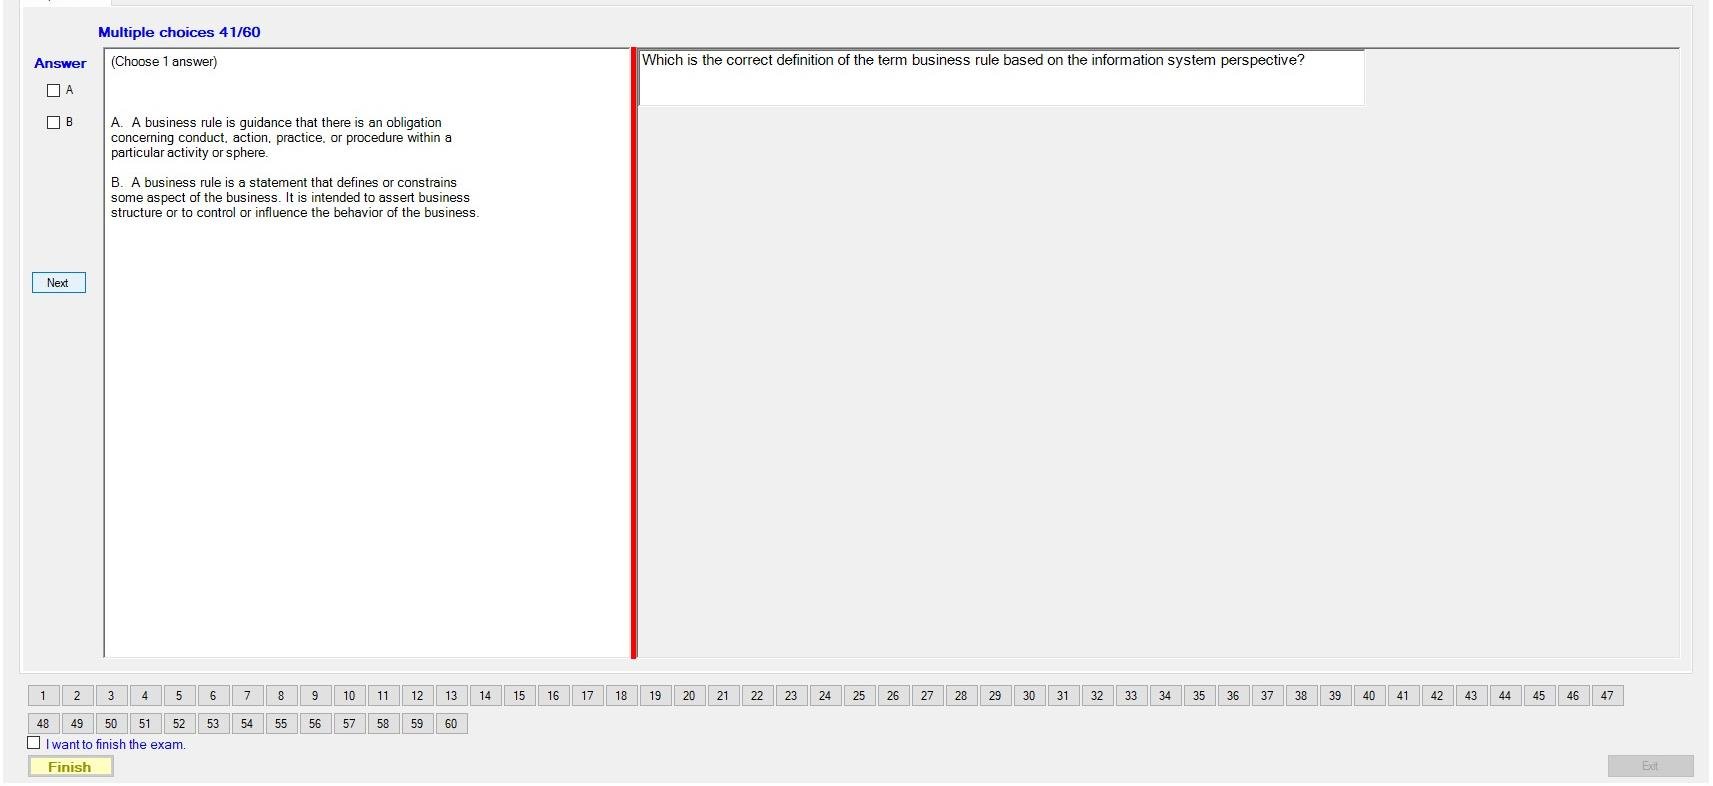 Multiple choices 41/60
Answer
(Choose 1 answer)
Which is the correct definition of the term business rule based on the information system perspective?
A
B
A. A business rule is guidance that there is an obligation
concerning conduct, action, practice, or procedure within a
particular activity or sphere.
B. A business rule is a statement that defines or constrains
some aspect of the business. It is intended to assert business
structure or to control or influence the behavior of the business.
Next
1 2 3 4 5 6 7 8 9 10 11 12 13 14 15 16 17 18 19 20 21 22 23 24 25 26 27 28 29 30 31 32 33 34 35 36 37 38 39 40 41 42 43 44 45 46 47
48 49 50 51 52 53 54 55 56 57 58 59 60
I want to finish the exam.
Finish
Exit